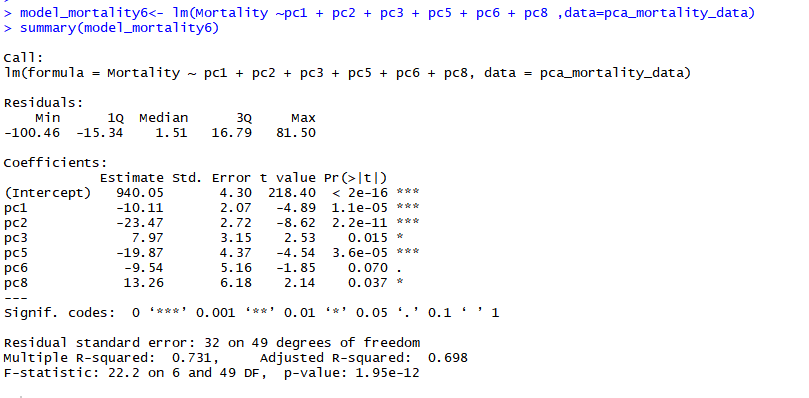 > model_mortality6<- lm(Mortality ~pc1 + pc2 + pc3 + pc5 + pc6 + pc8 ,data=pca_mortality_data)
> summary(model_mortality6)
Call:
lm(formula = Mortality ~ pc1 + pc2 + pc3 + pc5 + pc6 + pc8, data = pca_mortality_data)
Residuals:
    Min      1Q  Median      3Q     Max
-100.46  -15.34    1.51   16.79   81.50
Coefficients:
            Estimate Std. Error t value Pr(>|t|)
(Intercept)   940.05       4.30  218.40  < 2e-16 ***
pc1           -10.11       2.07   -4.89  1.1e-05 ***
pc2           -23.47       2.72   -8.62  2.2e-11 ***
pc3             7.97       3.15    2.53    0.015 *
pc5           -19.87       4.37   -4.54  3.6e-05 ***
pc6            -9.54       5.16   -1.85    0.070 .
pc8            13.26       6.18    2.14    0.037 *
---
Signif. codes:  0 ‘***’ 0.001 ‘**’ 0.01 ‘*’ 0.05 ‘.’ 0.1 ‘ ’ 1
Residual standard error: 32 on 49 degrees of freedom
Multiple R-squared:  0.731,     Adjusted R-squared:  0.698
F-statistic: 22.2 on 6 and 49 DF,  p-value: 1.95e-12